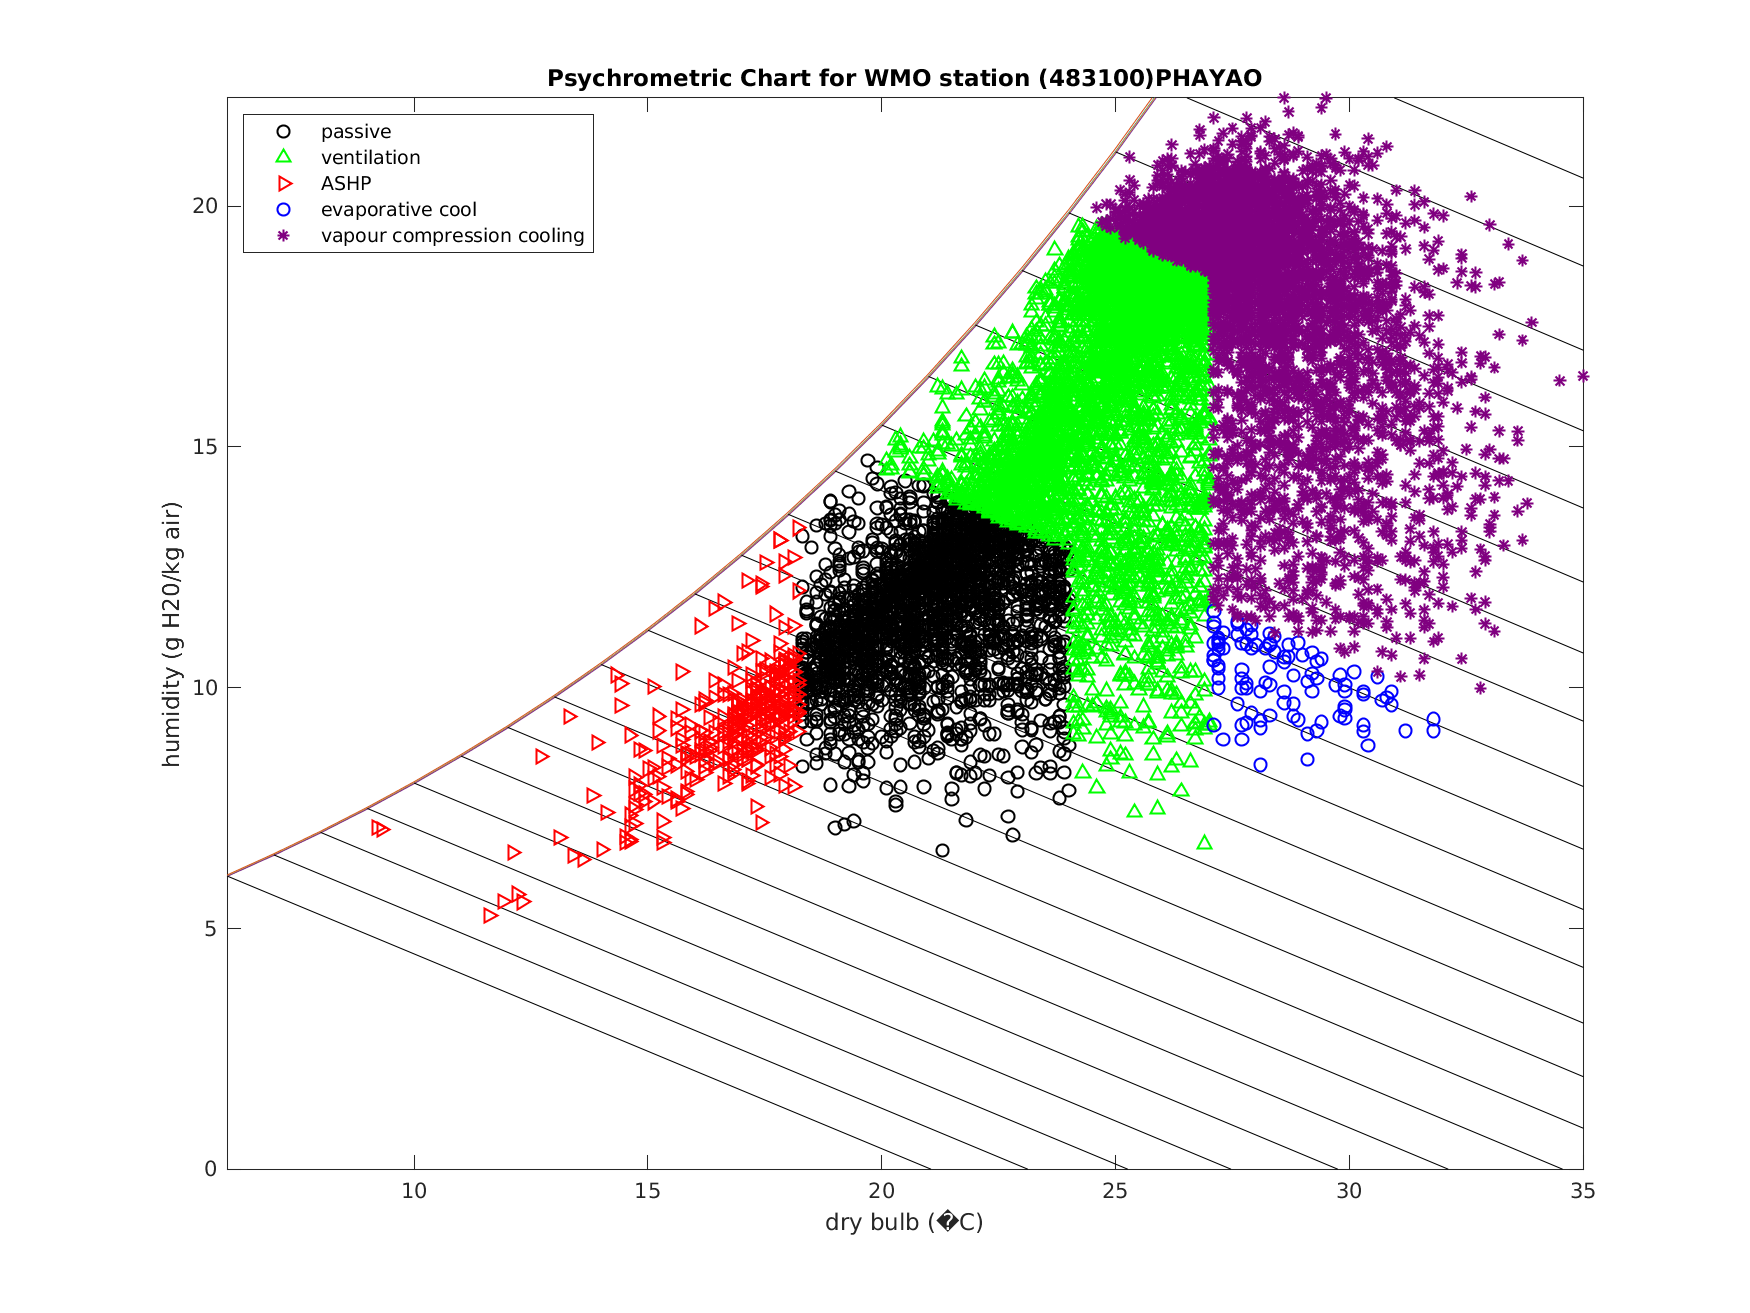 Psychrometric Chart for WMO station (483100)PHAYAO
passive
ventilation
ASHP
evaporative cool
vapour compression cooling
humidity (g H20/kg air)
20
15
10
5
0
10 15 20 25 30 35
dry bulb (�C)